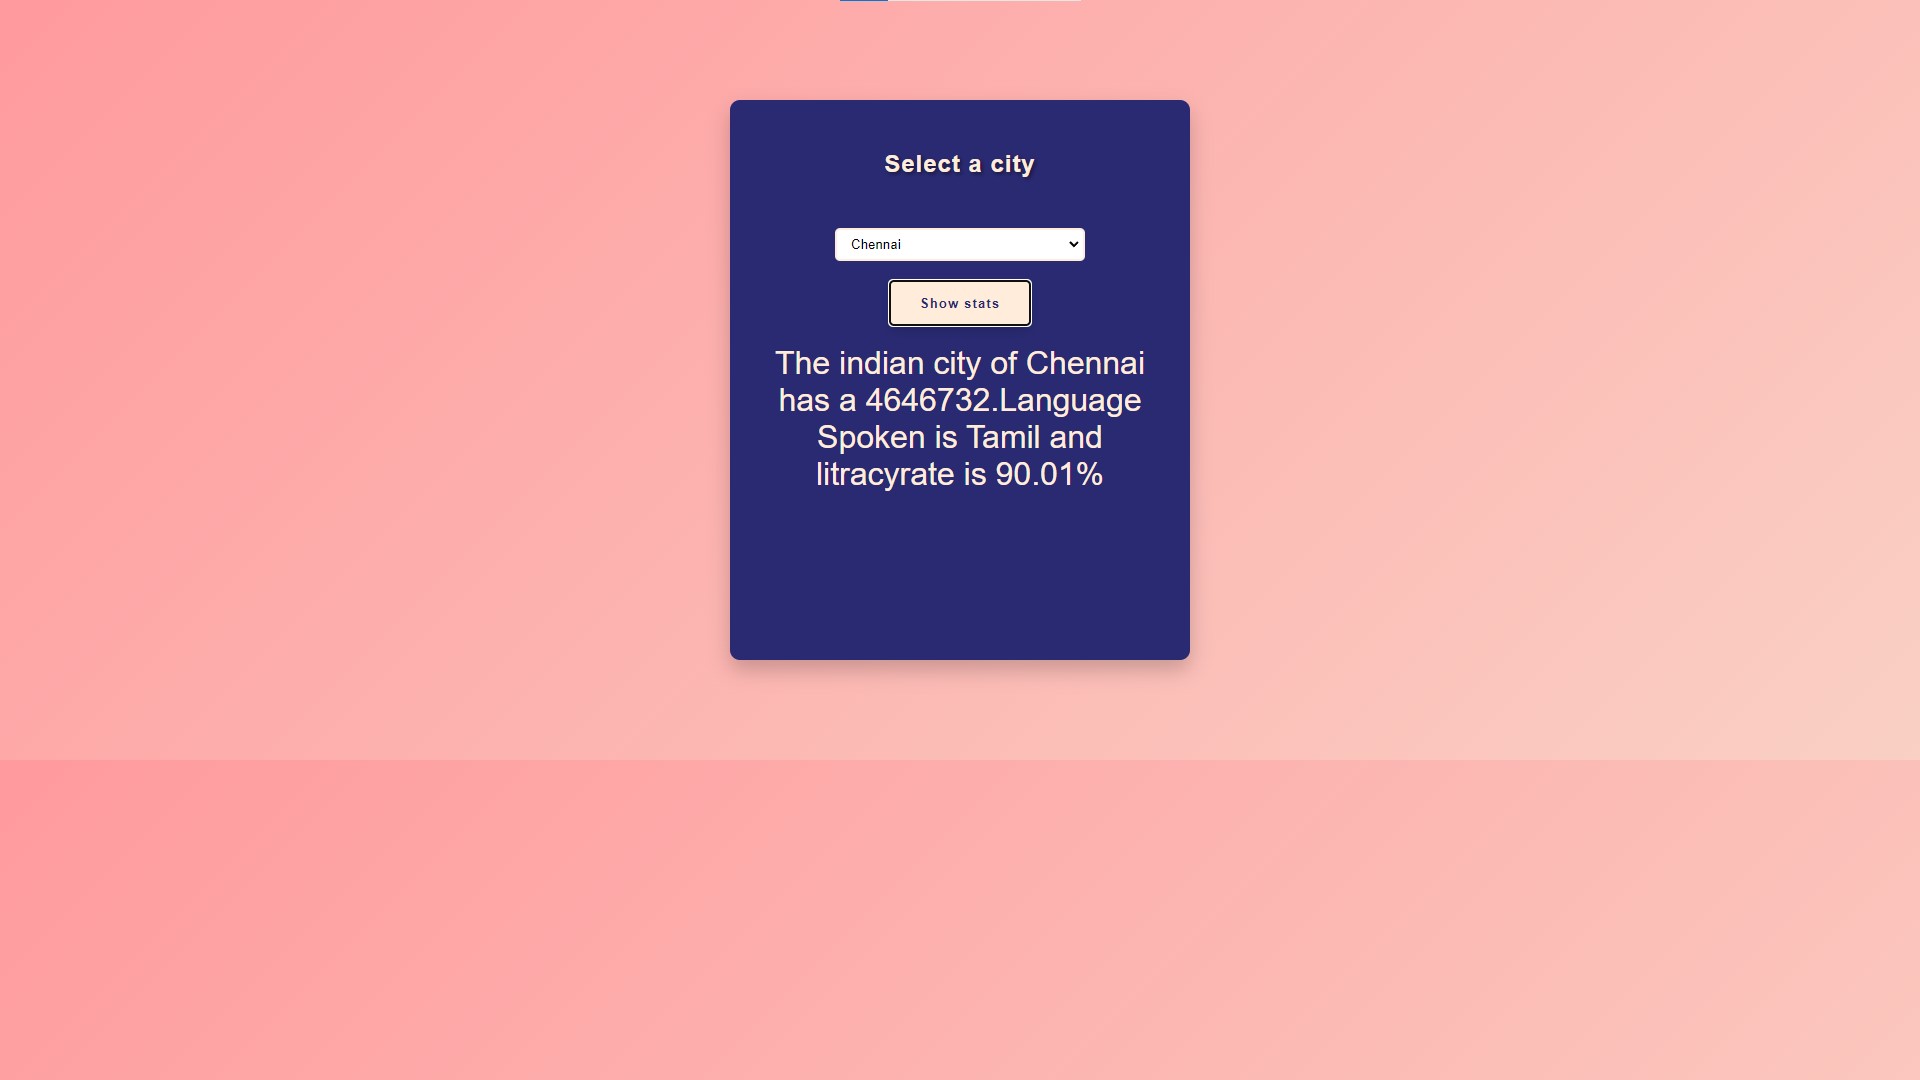 Select a city
Chennai
Show stats
The indian city of Chennai
has a 4646732.Language
Spoken is Tamil and
litracyrate is 90.01%